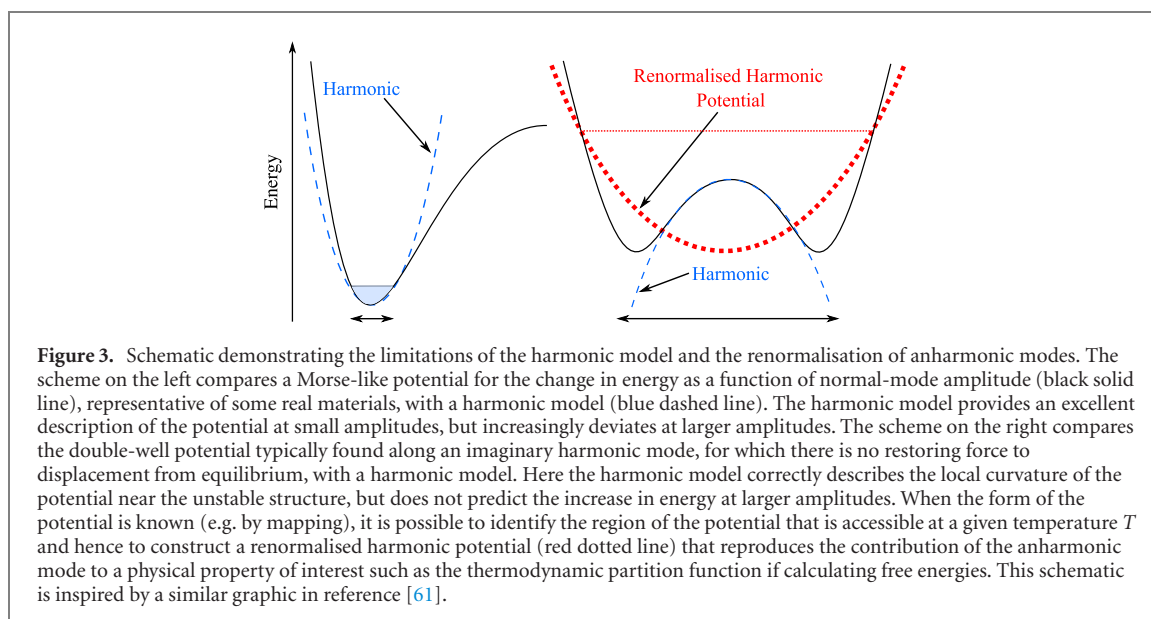 Energy
Harmonic
Renormalised Harmonic
Potential
Harmonic
Figure 3. Schematic demonstrating the limitations of the harmonic model and the renormalisation of anharmonic modes. The
scheme on the left compares a Morse-like potential for the change in energy as a function of normal-mode amplitude (black solid
line), representative of some real materials, with a harmonic model (blue dashed line). The harmonic model provides an excellent
description of the potential at small amplitudes, but increasingly deviates at larger amplitudes. The scheme on the right compares
the double-well potential typically found along an imaginary harmonic mode, for which there is no restoring force to
displacement from equilibrium, with a harmonic model. Here the harmonic model correctly describes the local curvature of the
potential near the unstable structure, but does not predict the increase in energy at larger amplitudes. When the form of the
potential is known (e.g. by mapping), it is possible to identify the region of the potential that is accessible at a given temperature T
and hence to construct a renormalised harmonic potential (red dotted line) that reproduces the contribution of the anharmonic
mode to a physical property of interest such as the thermodynamic partition function if calculating free energies. This schematic
is inspired by a similar graphic in reference [61].